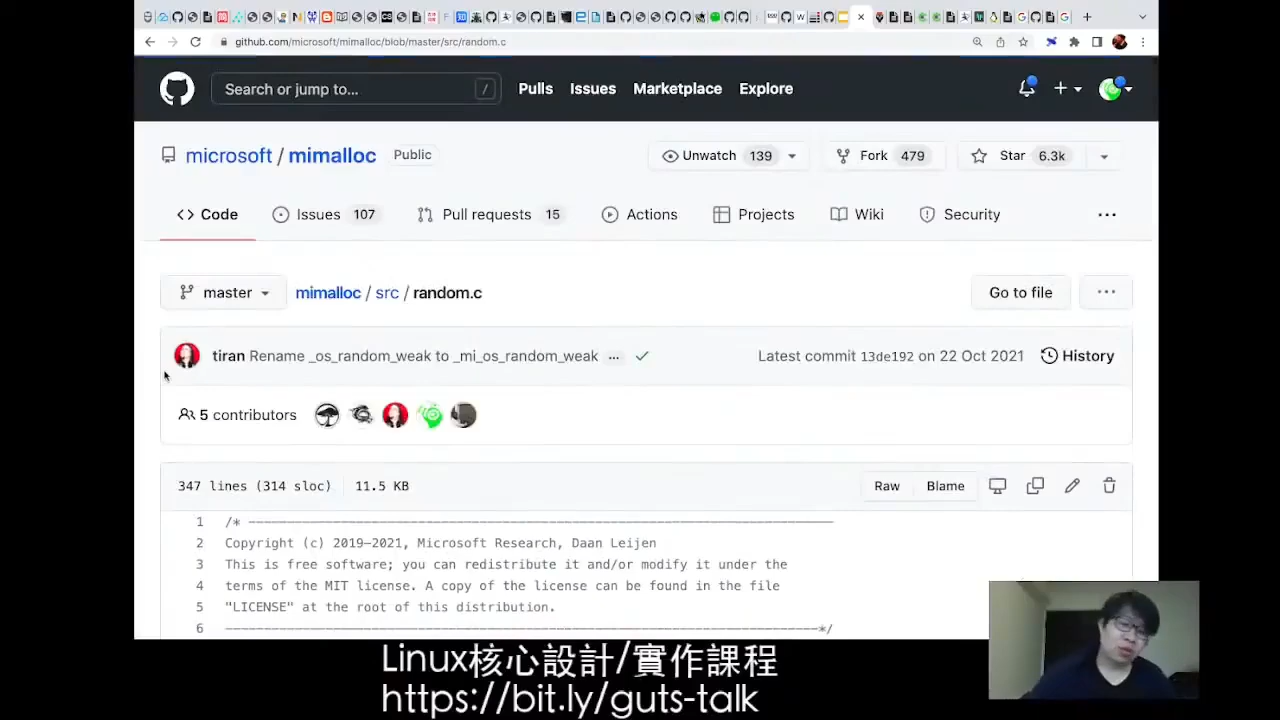 github.com/microsoft/mimalloc/blob/master/src/random.c
Search or jump to...
/
Pulls
Issues
Marketplace
Explore
microsoft / mimalloc
Public
Unwatch 139
Fork 479
Star 6.3k
Code
Issues 107
Pull requests 15
Actions
Projects
Wiki
Security
master
mimalloc / src / random.c
Go to file
tiran Rename _os_random_weak to _mi_os_random_weak
Latest commit 13de192 on 22 Oct 2021
History
5 contributors
347 lines (314 sloc)
11.5 KB
Raw
Blame
1 /* ----------------------------------------------------------------------------
2 Copyright (c) 2019-2021, Microsoft Research, Daan Leijen
3 This is free software; you can redistribute it and/or modify it under the
4 terms of the MIT license. A copy of the license can be found in the file
5 "LICENSE" at the root of this distribution.
6 -----------------------------------------------------------------------------*/
Linux核心設計/實作課程
https://bit.ly/guts-talk